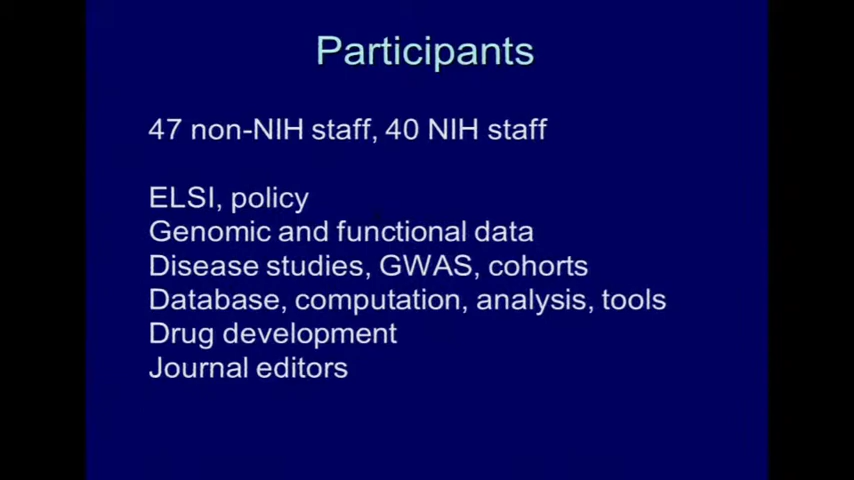 Participants
47 non-NIH staff, 40 NIH staff
ELSI, policy
Genomic and functional data
Disease studies, GWAS, cohorts
Database, computation, analysis, tools
Drug development
Journal editors